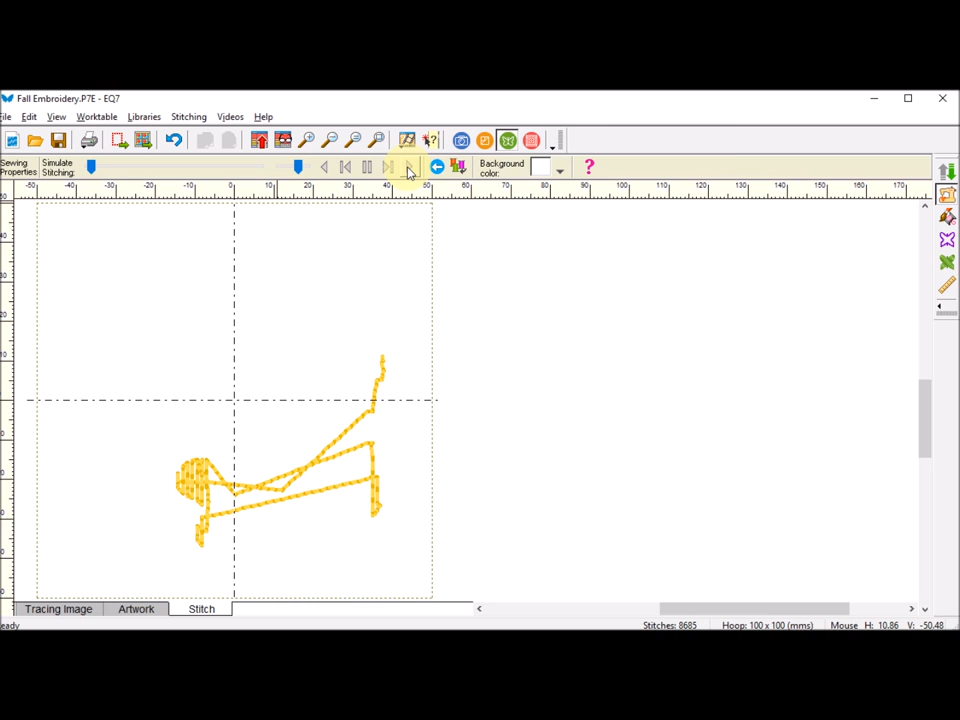 Fall Embroidery.P7E - EQ7
ile Edit View Worktable Libraries Stitching Videos Help
Sewing Properties Simulate Stitching: Background color:
-50 -40 -30 -20 -10 0 10 20 30 40 50 60 70 80 90 100 110 120 130 140 150 160 170
Tracing Image Artwork Stitch
eady Stitches: 8685 Hoop: 100 x 100 (mms) Mouse H: 10.86 V: -50.48